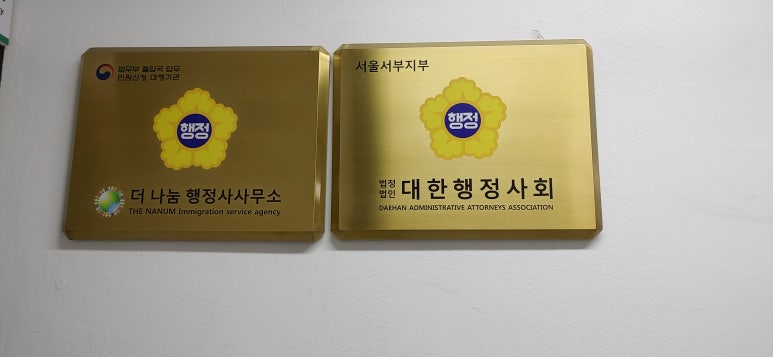 법무부 출입국 업무
민원신청 대행기관
행정
더 나눔 행정사사무소
THE NANUM Immigration service agency
서울서부지부
행정
법정
법인
대한행정사회
DAEHAN ADMINISTRATIVE ATTORNEYS ASSOCIATION